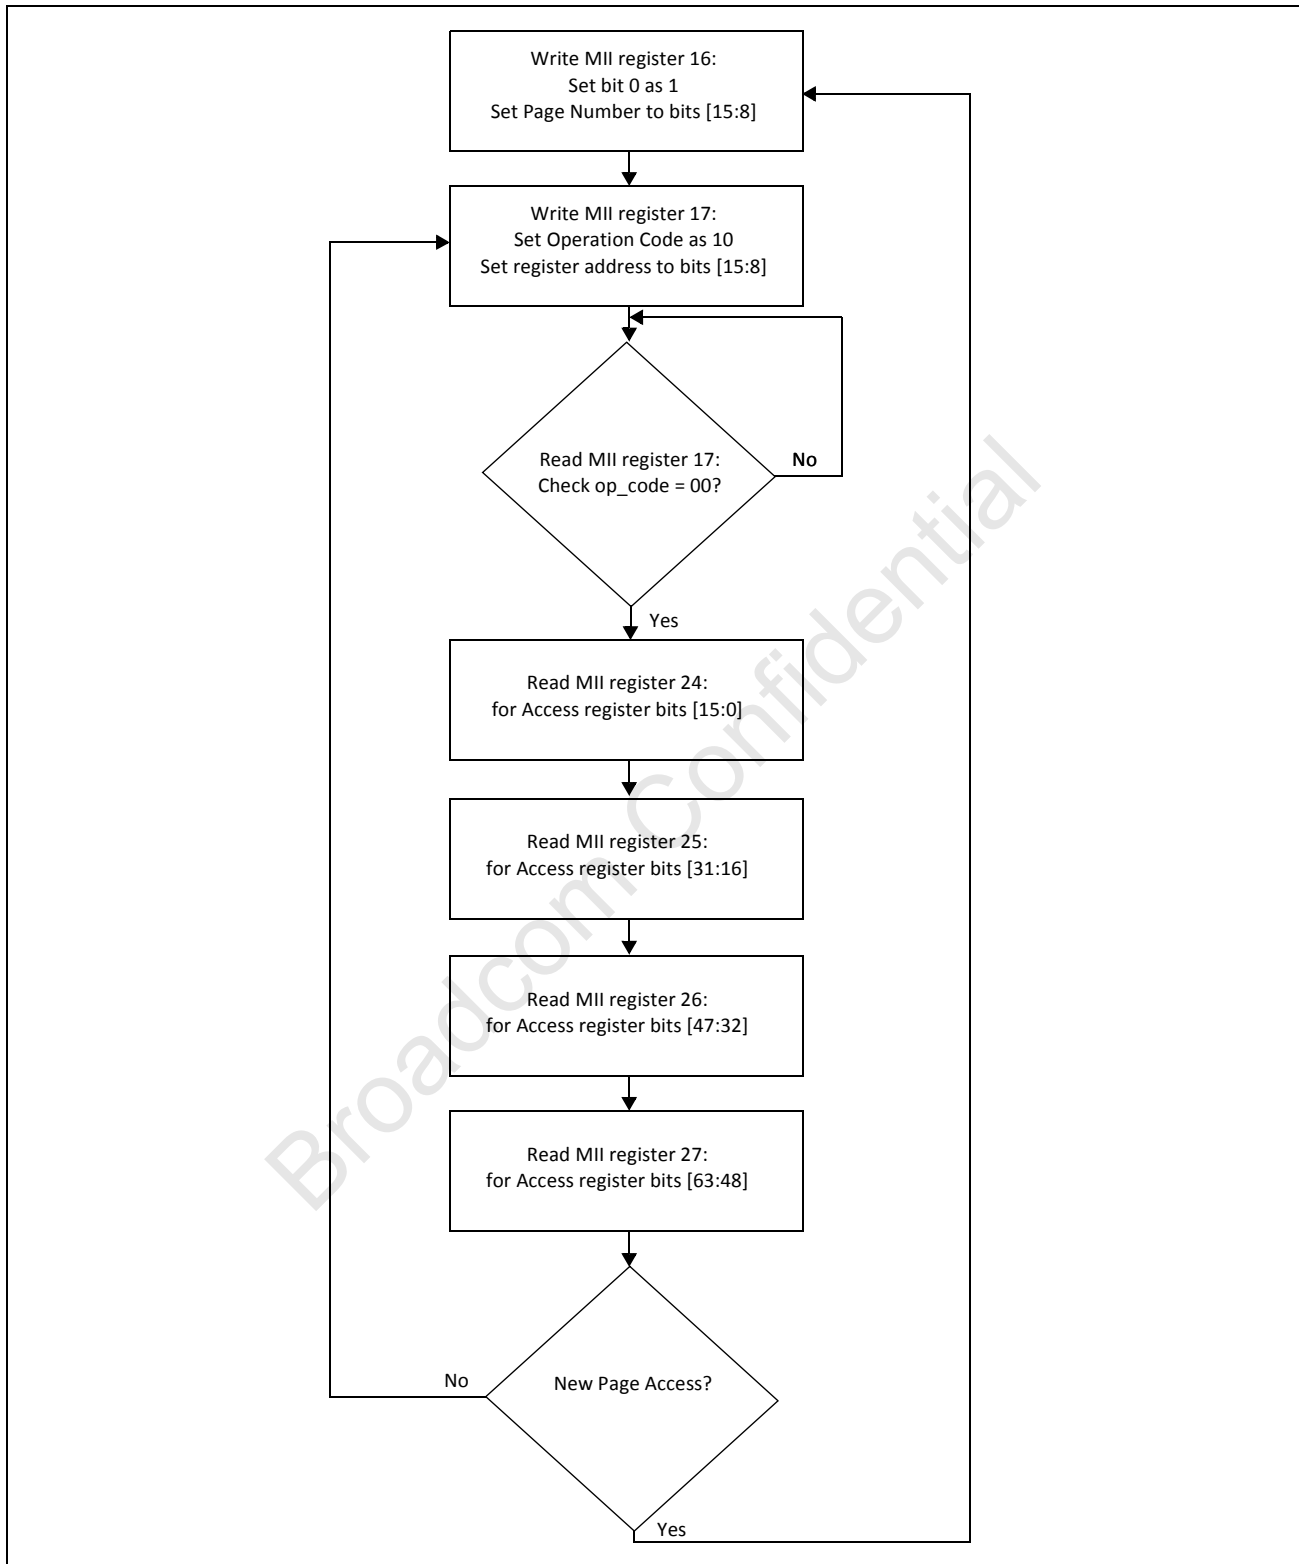 Write MII register 16:
Set bit 0 as 1
Set Page Number to bits [15:8]
Write MII register 17:
Set Operation Code as 10
Set register address to bits [15:8]
Read MII register 17:
Check op_code = 00?
No
Yes
Read MII register 24:
for Access register bits [15:0]
Read MII register 25:
for Access register bits [31:16]
Read MII register 26:
for Access register bits [47:32]
Read MII register 27:
for Access register bits [63:48]
No
New Page Access?
Yes
Broadcom Confidential